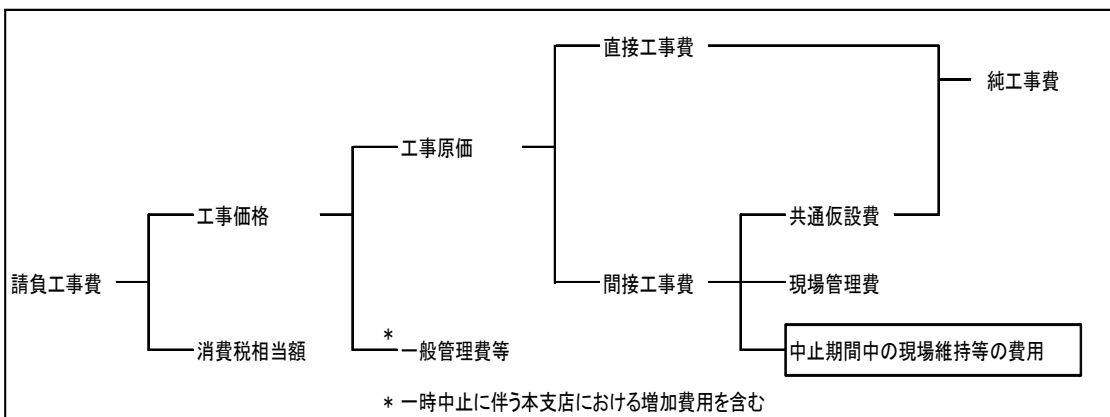 直接工事費
純工事費
工事原価
工事価格
共通仮設費
請負工事費
間接工事費
現場管理費
消費税相当額
*
一般管理費等
中止期間中の現場維持等の費用
* 一時中止に伴う本支店における増加費用を含む